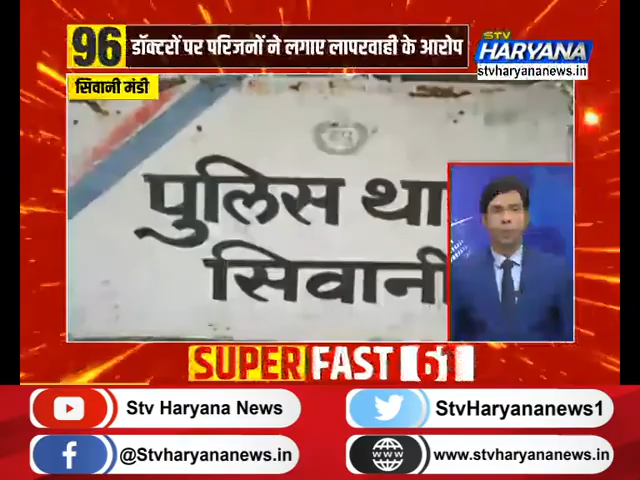 96
डॉक्टरों पर परिजनों ने लगाए लापरवाही के आरोप
STV
HARYANA
stvharyananews.in
सिवानी मंडी
पुलिस था
सिवानी
SUPER FAST
Stv Haryana News
StvHaryananews1
@Stvharyananews.in
www.stvharyananews.in